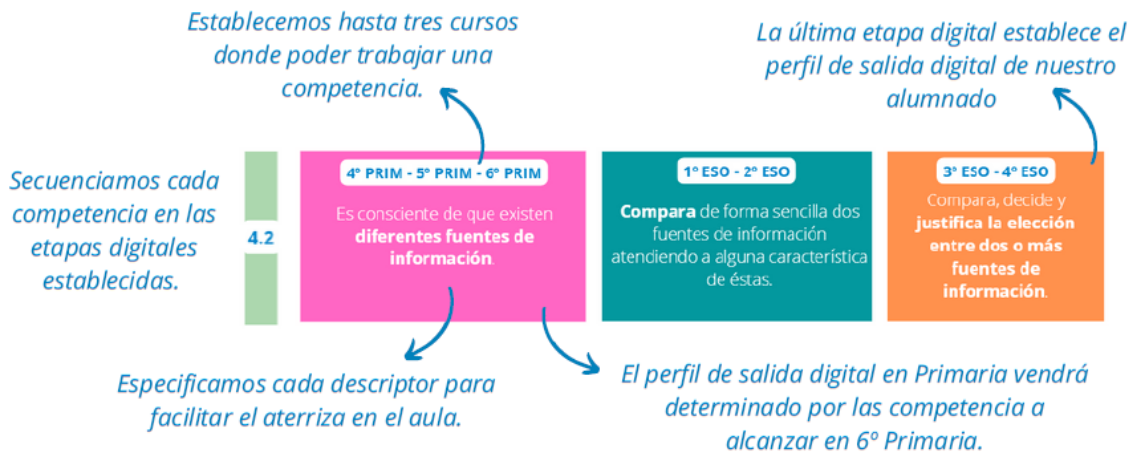 Establecemos hasta tres cursos
donde poder trabajar una
competencia.
La última etapa digital establece el
perfil de salida digital de nuestro
alumnado
Secuenciamos cada
competencia en las
etapas digitales
establecidas.
4.2
4º PRIM - 5º PRIM - 6º PRIM
Es consciente de que existen
diferentes fuentes de
información.
1º ESO - 2º ESO
Compara de forma sencilla dos
fuentes de información
atendiendo a alguna característica
de éstas.
3º ESO - 4º ESO
Compara, decide y
justifica la elección
entre dos o más
fuentes de
información.
Especificamos cada descriptor para
facilitar el aterriza en el aula.
El perfil de salida digital en Primaria vendrá
determinado por las competencia a
alcanzar en 6º Primaria.